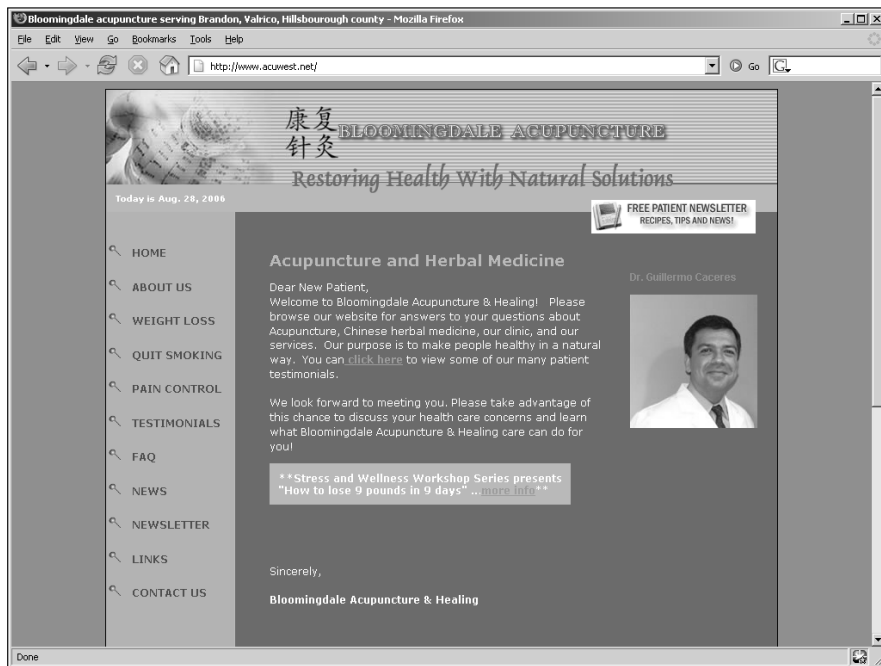 Bloomingdale acupuncture serving Brandon, Valrico, Hillsbourough county - Mozilla Firefox
File Edit View Go Bookmarks Tools Help
http://www.acuwest.net/ Go G
康复
针灸
BLOOMINGDALE ACUPUNCTURE
Restoring Health With Natural Solutions
Today is Aug. 28, 2006
FREE PATIENT NEWSLETTER
RECIPES, TIPS AND NEWS!
HOME
ABOUT US
WEIGHT LOSS
QUIT SMOKING
PAIN CONTROL
TESTIMONIALS
FAQ
NEWS
NEWSLETTER
LINKS
CONTACT US
Acupuncture and Herbal Medicine
Dear New Patient,
Welcome to Bloomingdale Acupuncture & Healing! Please
browse our website for answers to your questions about
Acupuncture, Chinese herbal medicine, our clinic, and our
services. Our purpose is to make people healthy in a natural
way. You can click here to view some of our many patient
testimonials.
We look forward to meeting you. Please take advantage of
this chance to discuss your health care concerns and learn
what Bloomingdale Acupuncture & Healing care can do for
you!
**Stress and Wellness Workshop Series presents
"How to lose 9 pounds in 9 days" ...more info**
Sincerely,
Bloomingdale Acupuncture & Healing
Dr. Guillermo Caceres
Done